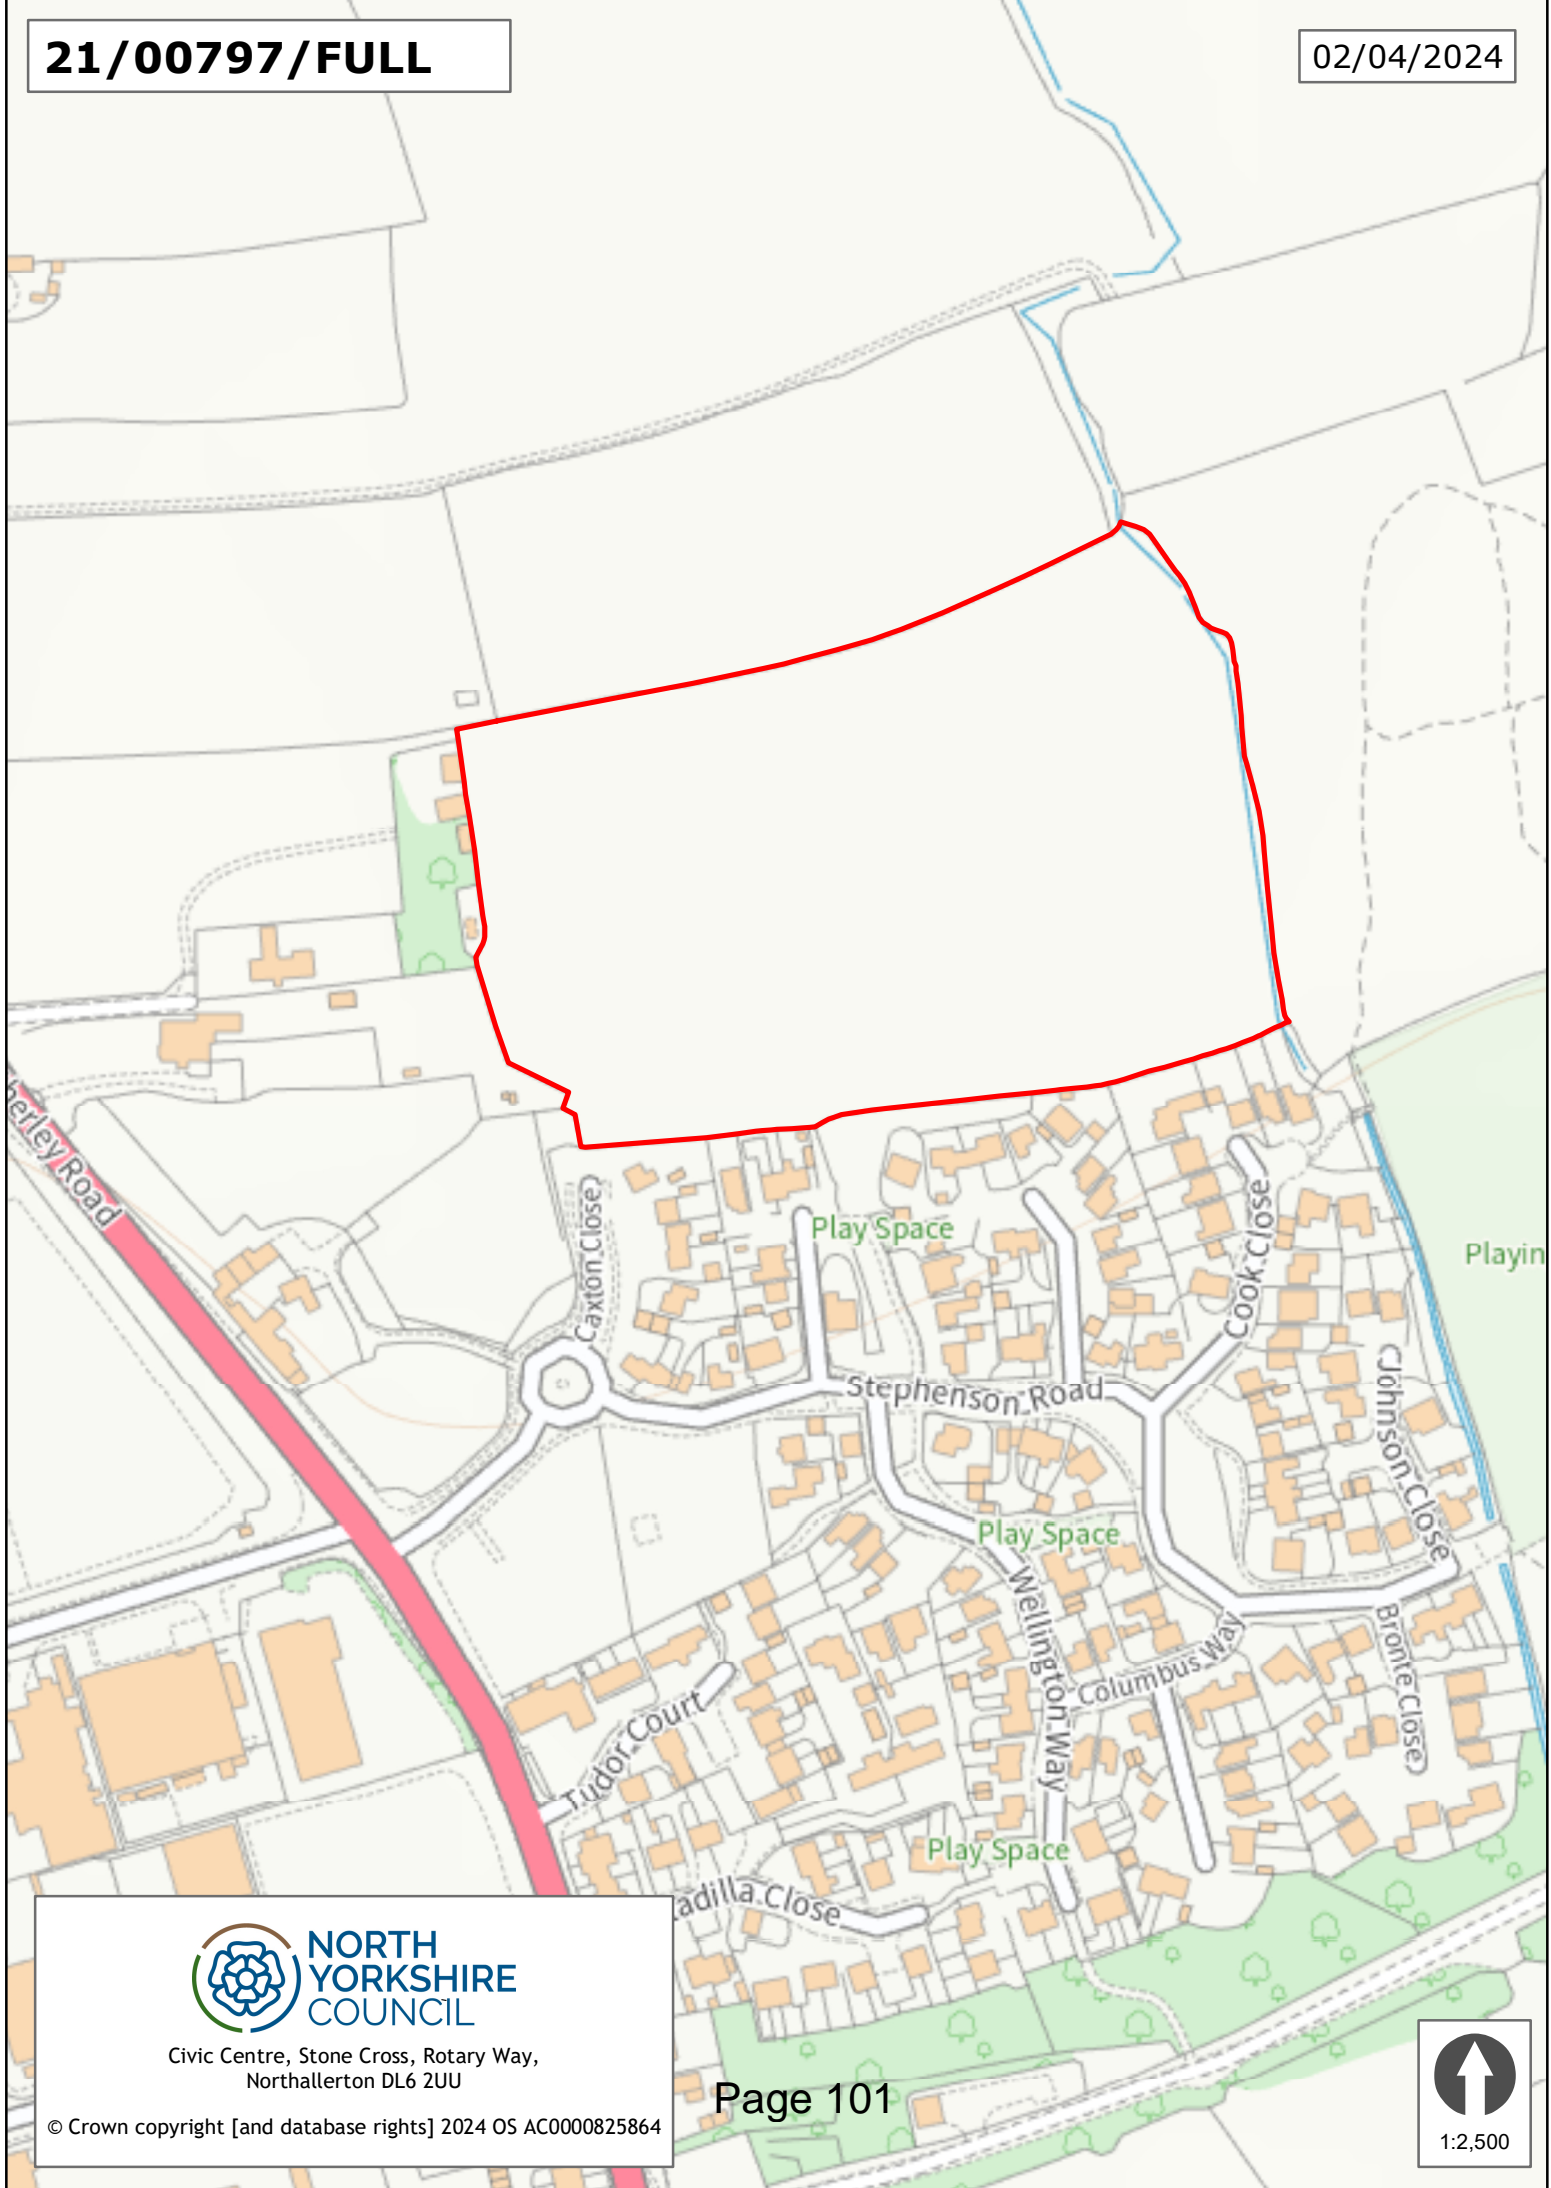 21/00797/FULL
02/04/2024
Caxton Close
Play Space
Cook Close
Playin
Stephenson Road
Johnson Close
Play Space
Wellington Way
Columbus Way
Bronte Close
Tudor Court
Play Space
adilla Close
erley Road
NORTH
YORKSHIRE
COUNCIL
Civic Centre, Stone Cross, Rotary Way,
Northallerton DL6 2UU
© Crown copyright [and database rights] 2024 OS AC0000825864
Page 101
1:2,500